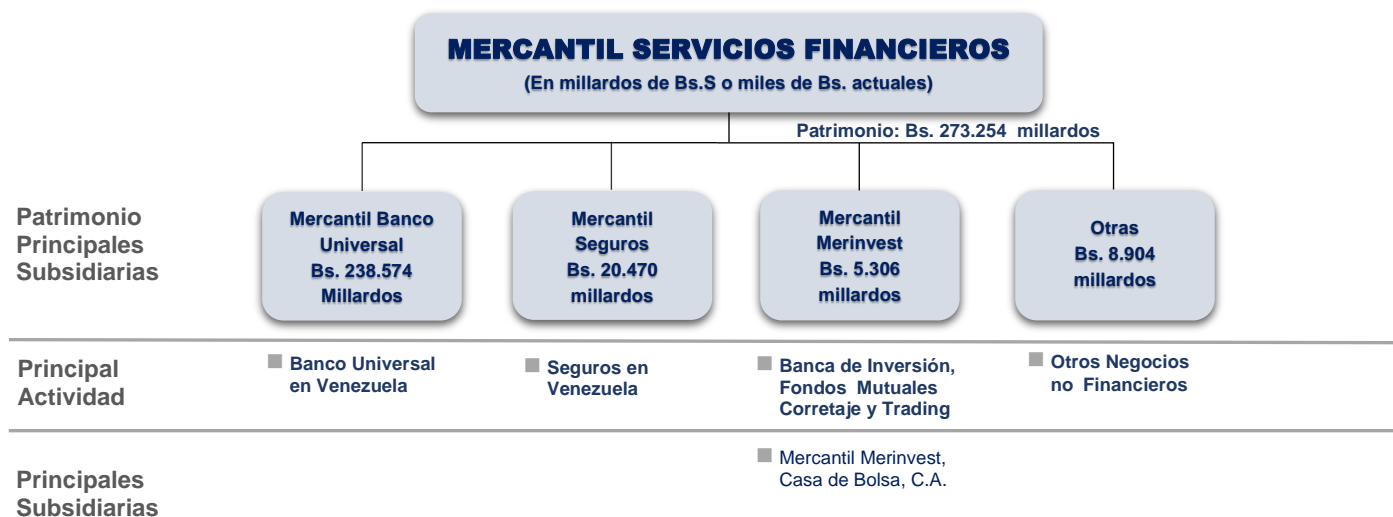 MERCANTIL SERVICIOS FINANCIEROS
(En millardos de Bs.S o miles de Bs. actuales)
Patrimonio: Bs. 273.254 millardos
Patrimonio
Principales
Subsidiarias
Mercantil Banco
Universal
Bs. 238.574
Millardos
Mercantil
Seguros
Bs. 20.470
millardos
Mercantil
Merinvest
Bs. 5.306
millardos
Otras
Bs. 8.904
millardos
Principal
Actividad
Banco Universal
en Venezuela
Seguros en
Venezuela
Banca de Inversión,
Fondos Mutuales
Corretaje y Trading
Otros Negocios
no Financieros
Principales
Subsidiarias
Mercantil Merinvest,
Casa de Bolsa, C.A.